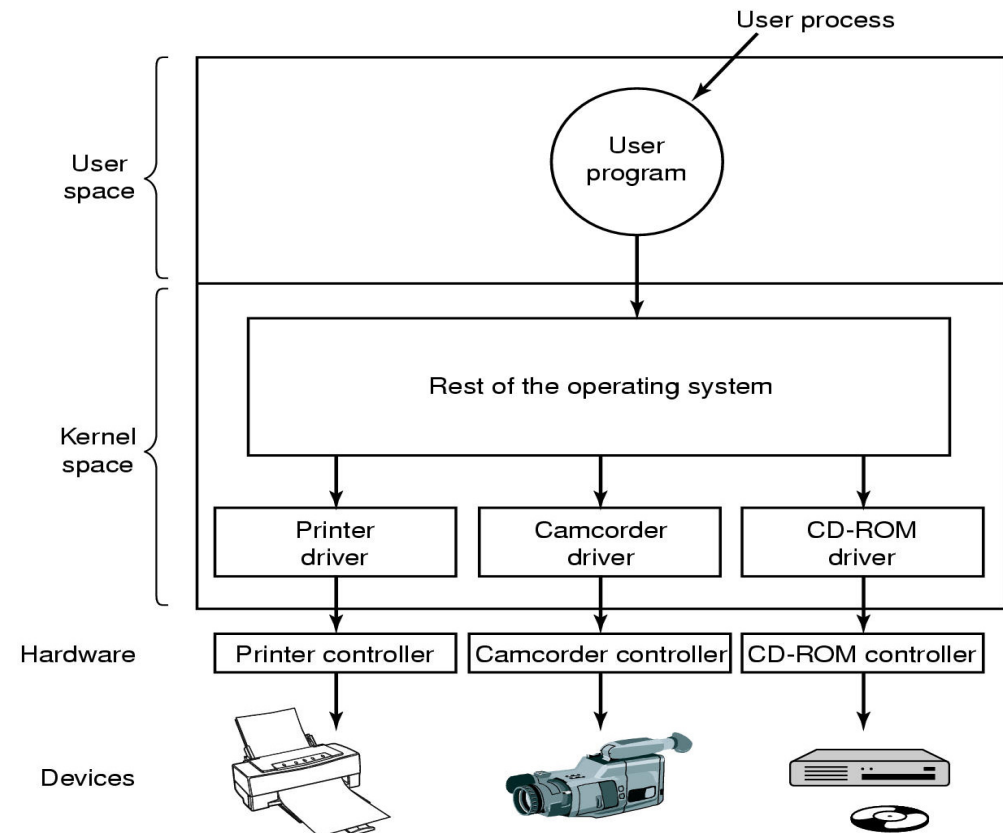 User process
User
space
User
program
Kernel
space
Rest of the operating system
Printer
driver
Camcorder
driver
CD-ROM
driver
Hardware
Printer controller
Camcorder controller
CD-ROM controller
Devices